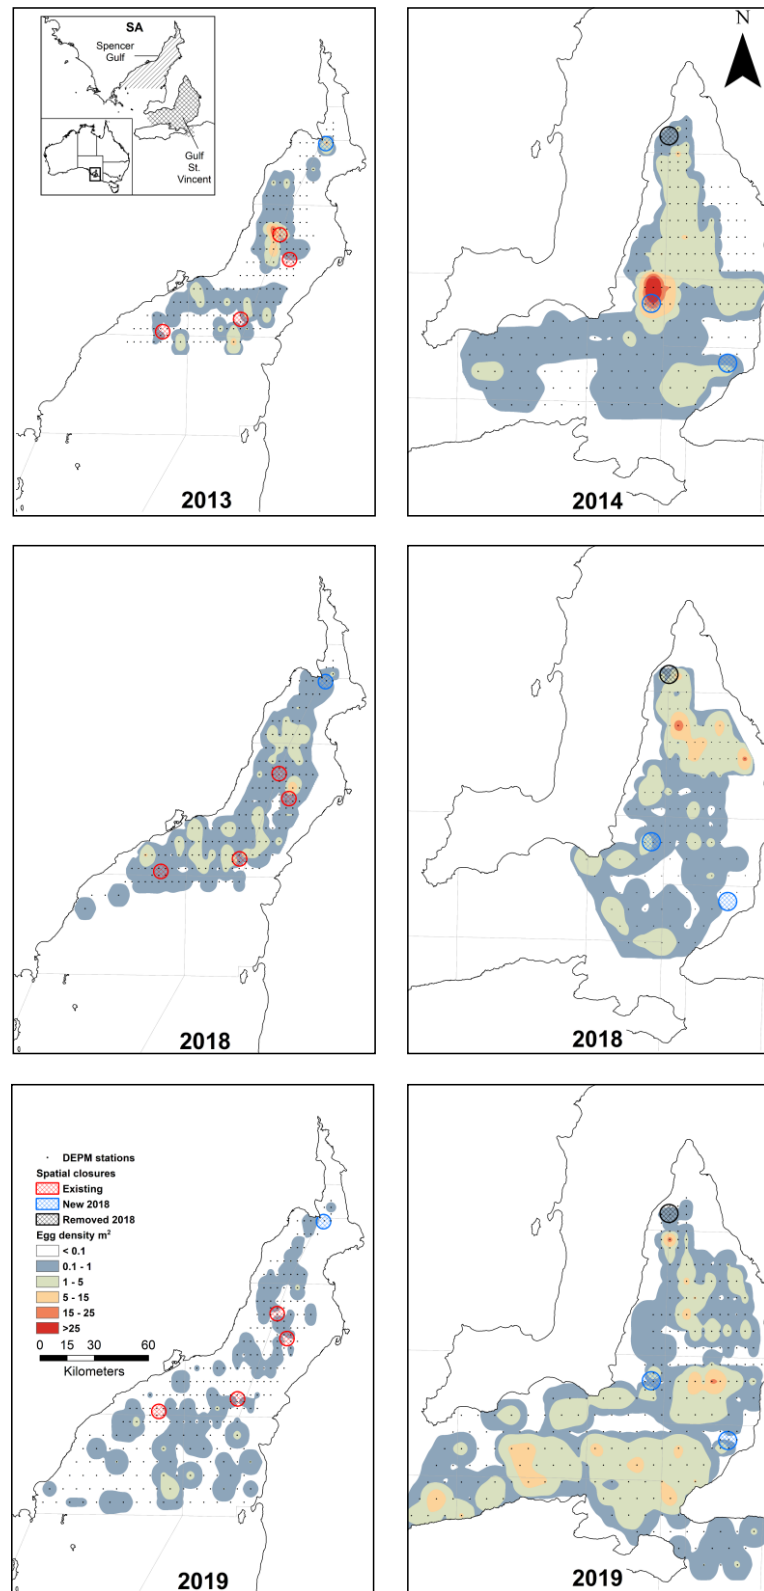 SA
Spencer
Gulf
Gulf
St.
Vincent
2013
N
2014
2018
2018
DEPM stations
Spatial closures
Existing
New 2018
Removed 2018
Egg density m²
< 0.1
0.1 - 1
1 - 5
5 - 15
15 - 25
>25
0 15 30 60
Kilometers
2019
2019